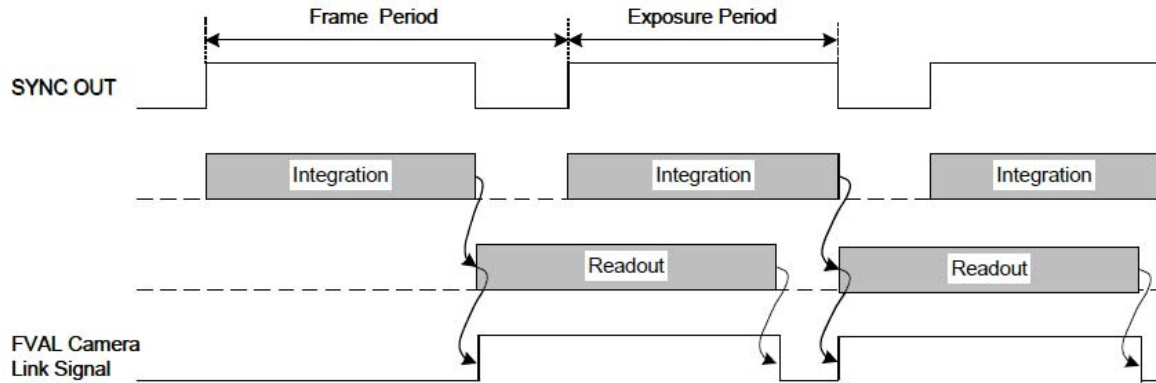 Frame Period
Exposure Period
SYNC OUT
Integration
Integration
Integration
Readout
Readout
FVAL Camera
Link Signal